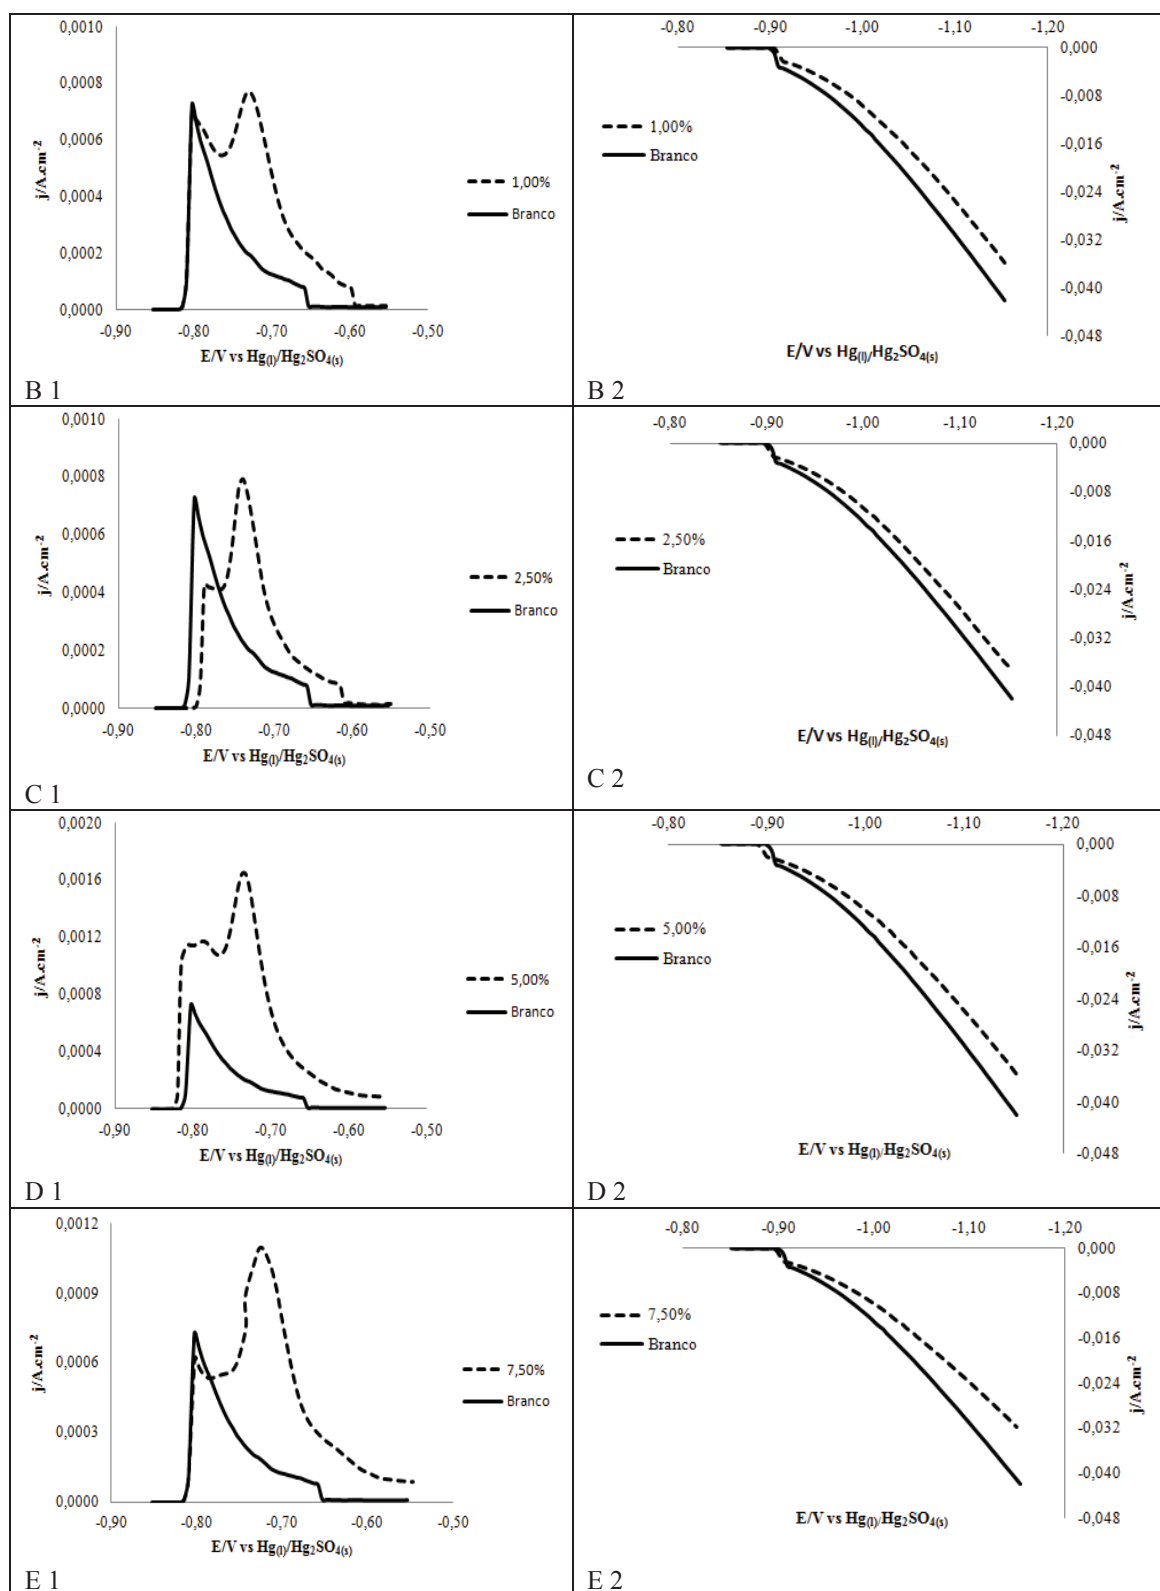 0,0010
0,0008
0,0006
0,0004
0,0002
0,0000
j/A.cm-2
-0,90 -0,80 -0,70 -0,60 -0,50
E/V vs Hg(l)/Hg2SO4(s)
1,00%
Branco
B 1
-0,80 -0,90 -1,00 -1,10 -1,20
0,000
-0,008
-0,016
-0,024
-0,032
-0,040
-0,048
j/A.cm-2
1,00%
Branco
E/V vs Hg(l)/Hg2SO4(s)
B 2
0,0010
0,0008
0,0006
0,0004
0,0002
0,0000
j/A.cm-2
-0,90 -0,80 -0,70 -0,60 -0,50
E/V vs Hg(l)/Hg2SO4(s)
2,50%
Branco
C 1
-0,80 -0,90 -1,00 -1,10 -1,20
0,000
-0,008
-0,016
-0,024
-0,032
-0,040
-0,048
j/A.cm-2
2,50%
Branco
E/V vs Hg(l)/Hg2SO4(s)
C 2
0,0020
0,0016
0,0012
0,0008
0,0004
0,0000
j/A.cm-2
-0,90 -0,80 -0,70 -0,60 -0,50
E/V vs Hg(l)/Hg2SO4(s)
5,00%
Branco
D 1
-0,80 -0,90 -1,00 -1,10 -1,20
0,000
-0,008
-0,016
-0,024
-0,032
-0,040
-0,048
j/A.cm-2
5,00%
Branco
E/V vs Hg(l)/Hg2SO4(s)
D 2
0,0012
0,0009
0,0006
0,0003
0,0000
j/A.cm-2
-0,90 -0,80 -0,70 -0,60 -0,50
E/V vs Hg(l)/Hg2SO4(s)
7,50%
Branco
E 1
-0,80 -0,90 -1,00 -1,10 -1,20
0,000
-0,008
-0,016
-0,024
-0,032
-0,040
-0,048
j/A.cm-2
7,50%
Branco
E/V vs Hg(l)/Hg2SO4(s)
E 2